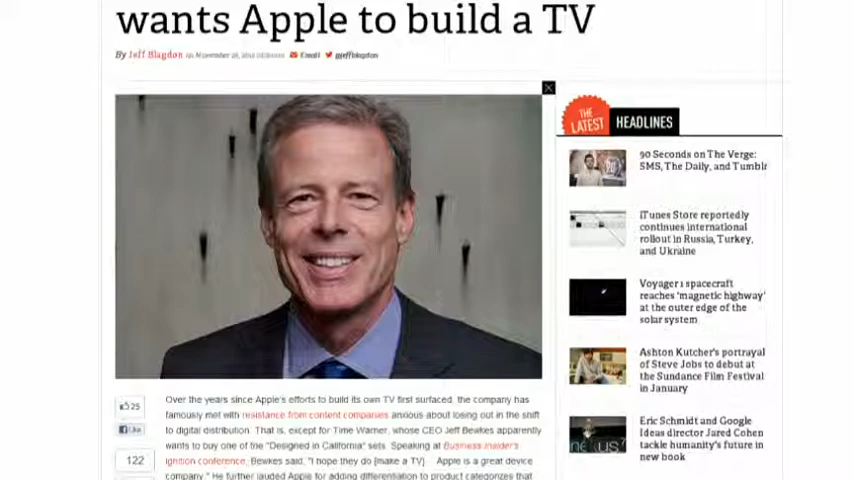 wants Apple to build a TV
By Jeff Blagdon on November Email @jeffblagdon
THE LATEST HEADLINES
90 Seconds on The Verge:
SMS, The Daily, and Tumblr
iTunes Store reportedly
continues international
rollout in Russia, Turkey,
and Ukraine
Voyager 1 spacecraft
reaches 'magnetic highway'
at the outer edge of the
solar system
Ashton Kutcher's portrayal
of Steve Jobs to debut at
the Sundance Film Festival
in January
Eric Schmidt and Google
Ideas director Jared Cohen
tackle humanity's future in
new book
25
Like
122
Over the years since Apple's efforts to build its own TV first surfaced, the company has
famously met with resistance from content companies anxious about losing out in the shift
to digital distribution. That is, except for Time Warner, whose CEO Jeff Bewkes apparently
wants to buy one of the "Designed in California" sets. Speaking at Business Insider's
Ignition conference, Bewkes said, "I hope they do [make a TV] Apple is a great device
company." He further lauded Apple for adding differentiation to product categories that